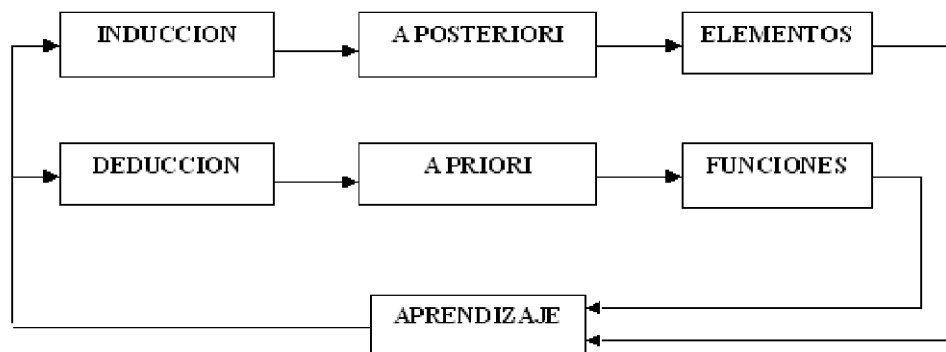 INDUCCION
A POSTERIORI
ELEMENTOS
DEDUCCION
A PRIORI
FUNCIONES
APRENDIZAJE